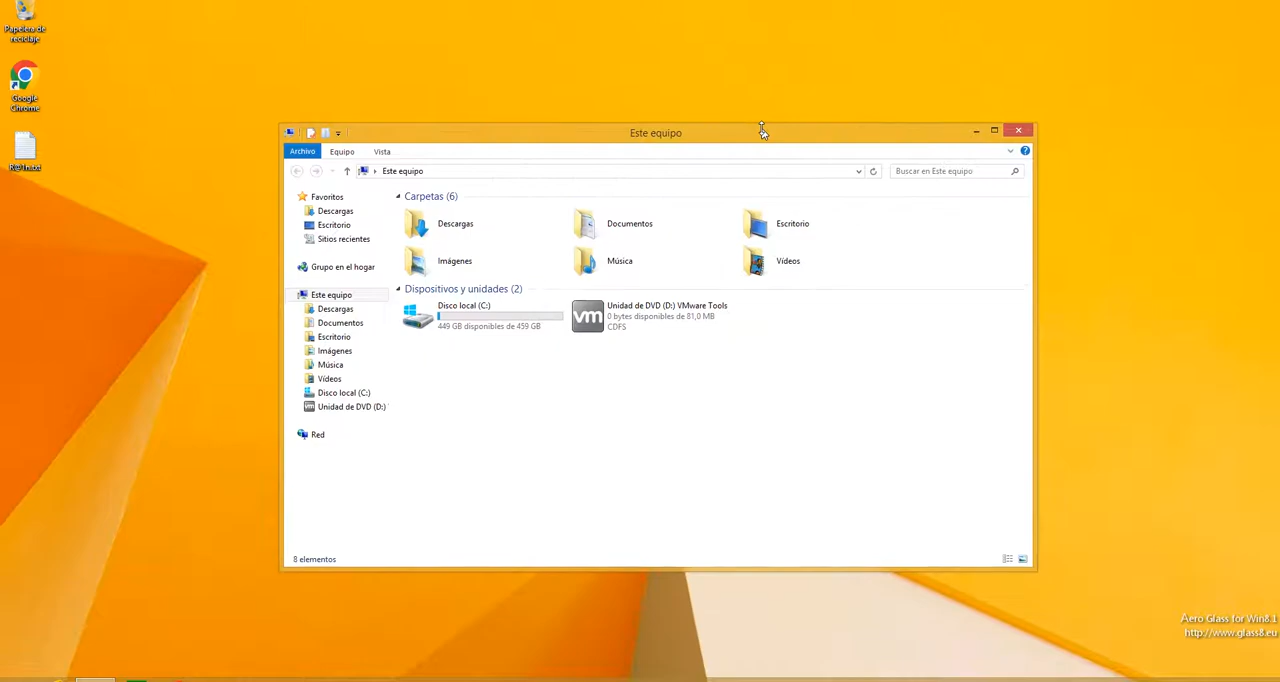 Papelera de
reciclaje
Google
Chrome
R@1n.txt
Este equipo
Archivo
Equipo
Vista
Este equipo
Buscar en Este equipo
Favoritos
Descargas
Escritorio
Sitios recientes
Grupo en el hogar
Este equipo
Descargas
Documentos
Escritorio
Imágenes
Música
Vídeos
Disco local (C:)
Unidad de DVD (D:)
Red
Carpetas (6)
Descargas
Documentos
Escritorio
Imágenes
Música
Vídeos
Dispositivos y unidades (2)
Disco local (C:)
449 GB disponibles de 459 GB
vm
Unidad de DVD (D:) VMware Tools
0 bytes disponibles de 81,0 MB
CDFS
8 elementos
Aero Glass for Win8.1
http://www.glass8.eu